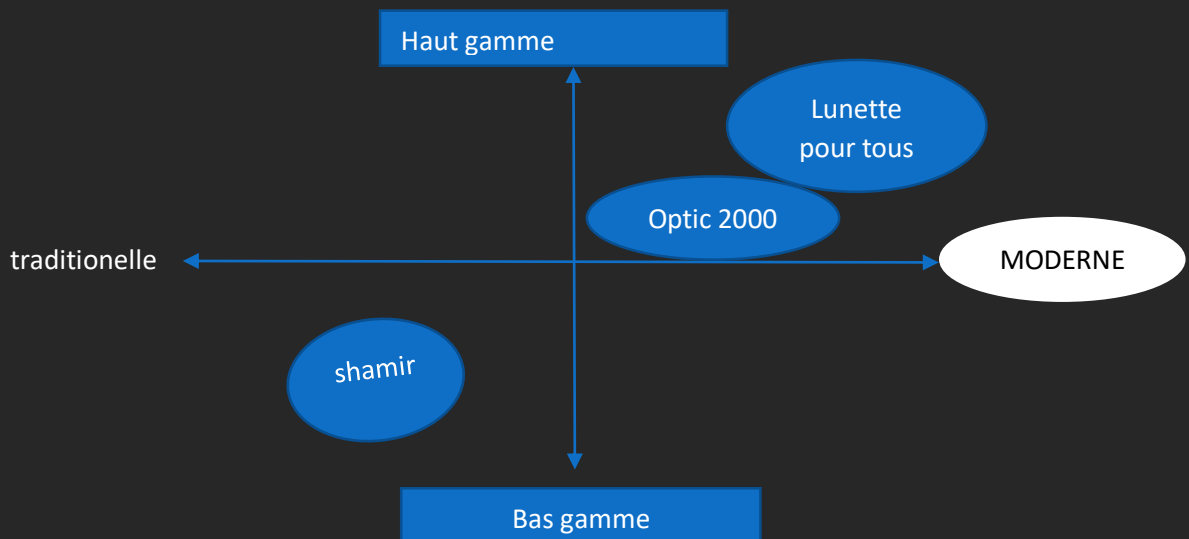 Haut gamme
Lunette
pour tous
Optic 2000
traditionelle
MODERNE
shamir
Bas gamme